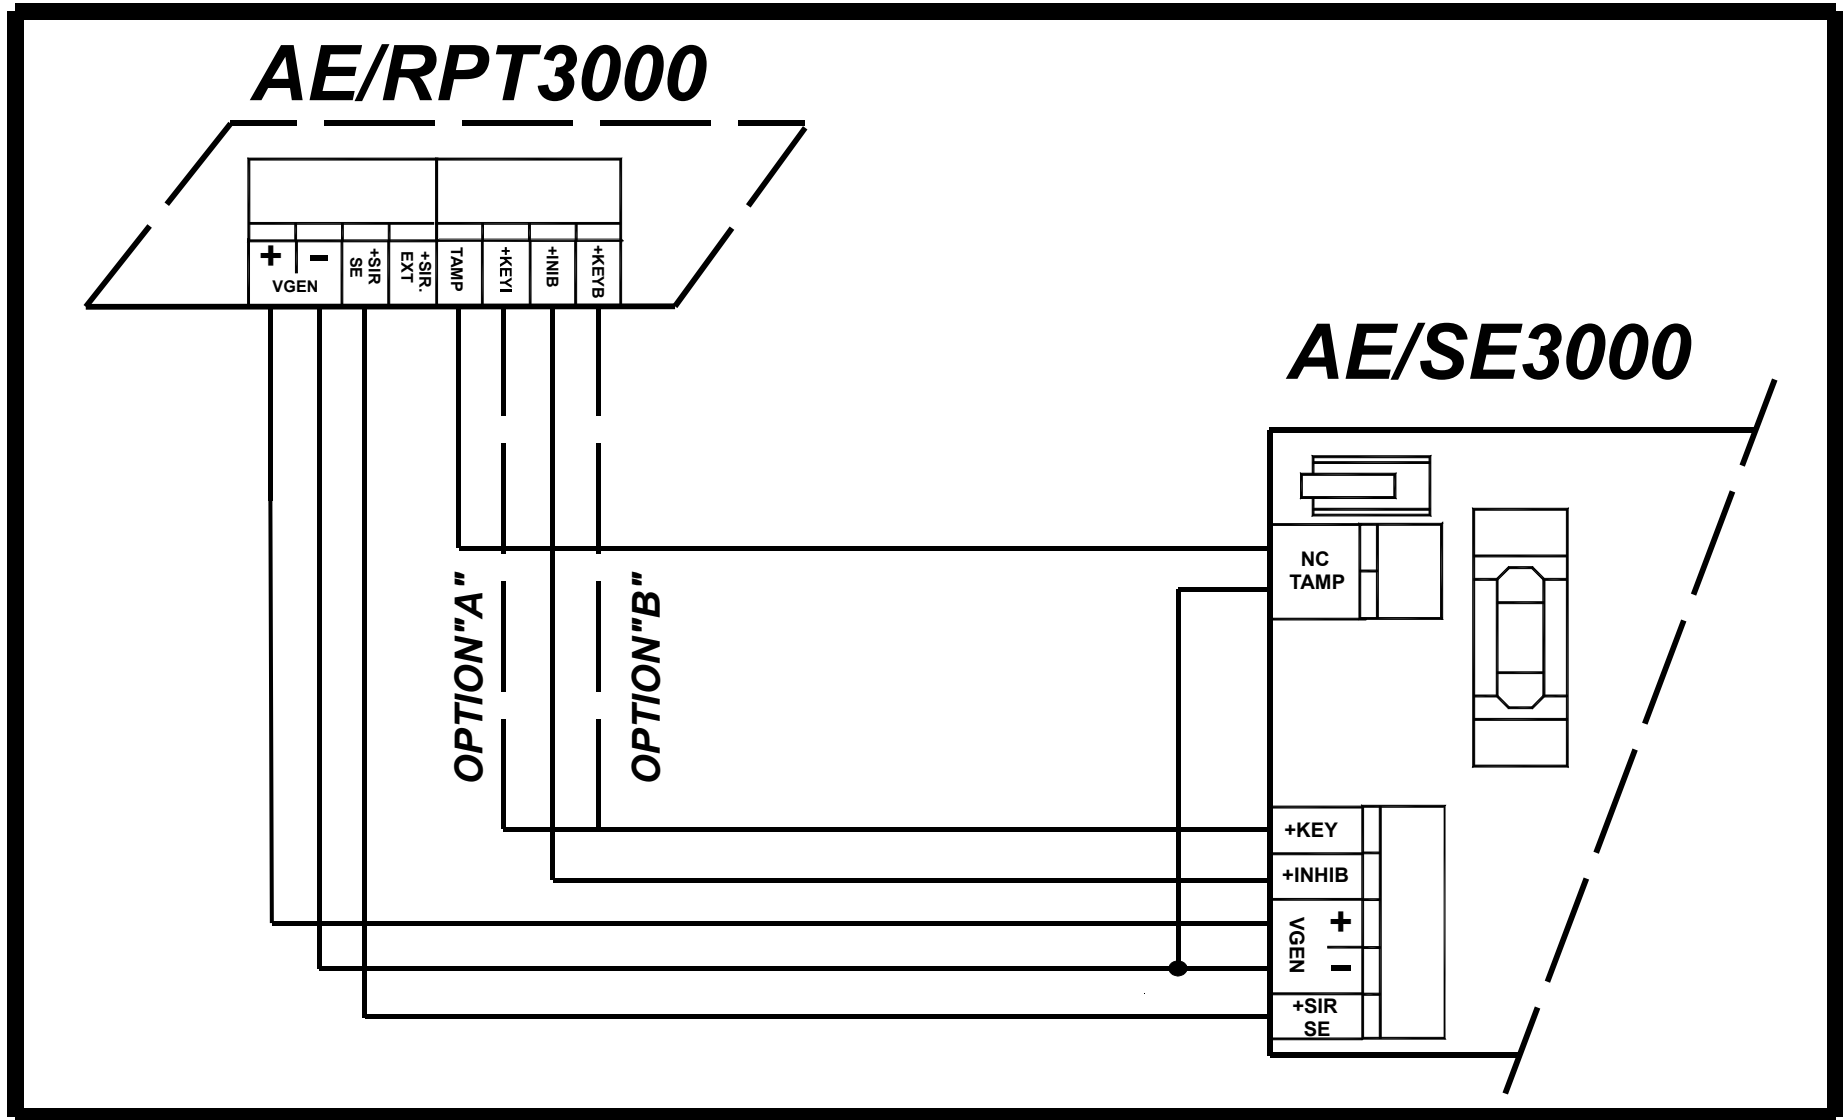 AE/RPT3000
+ −
VGEN
+SIR
SE
+SIR.
EXT
TAMP
+KEYI
+INIB
+KEYB
AE/SE3000
NC
TAMP
OPTION"A"
OPTION"B"
+KEY
+INHIB
VGEN
+
−
+SIR
SE